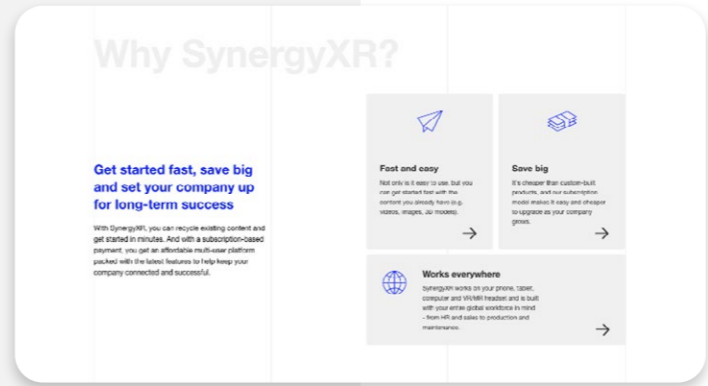 Why SynergyXR?
Get started fast, save big
and set your company up
for long-term success
With SynergyXR, you can recycle existing content and
get started in minutes. And with a subscription-based
payment, you get an affordable multi-user platform
packed with the latest features to help keep your
company connected and successful.
Fast and easy
Not only is it easy to use, but you
can get started fast with the
content you already have (e.g.
videos, images, 3D models).
Save big
It's cheaper than custom-built
products, and our subscription
model makes it easy and cheaper
to upgrade as your company
grows.
Works everywhere
SynergyXR works on your phone, tablet,
computer and VR/MR headset and is built
with your entire global workforce in mind
- from HR and sales to production and
maintenance.